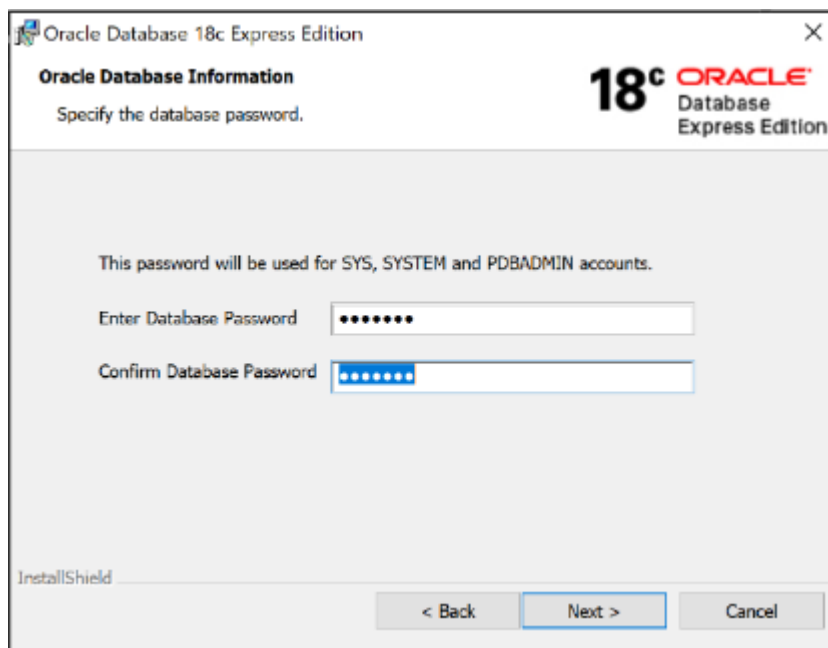 Oracle Database 18c Express Edition
Oracle Database Information
Specify the database password.
18c ORACLE
Database
Express Edition
This password will be used for SYS, SYSTEM and PDBADMIN accounts.
Enter Database Password •••••••
Confirm Database Password •••••••
InstallShield
< Back Next > Cancel